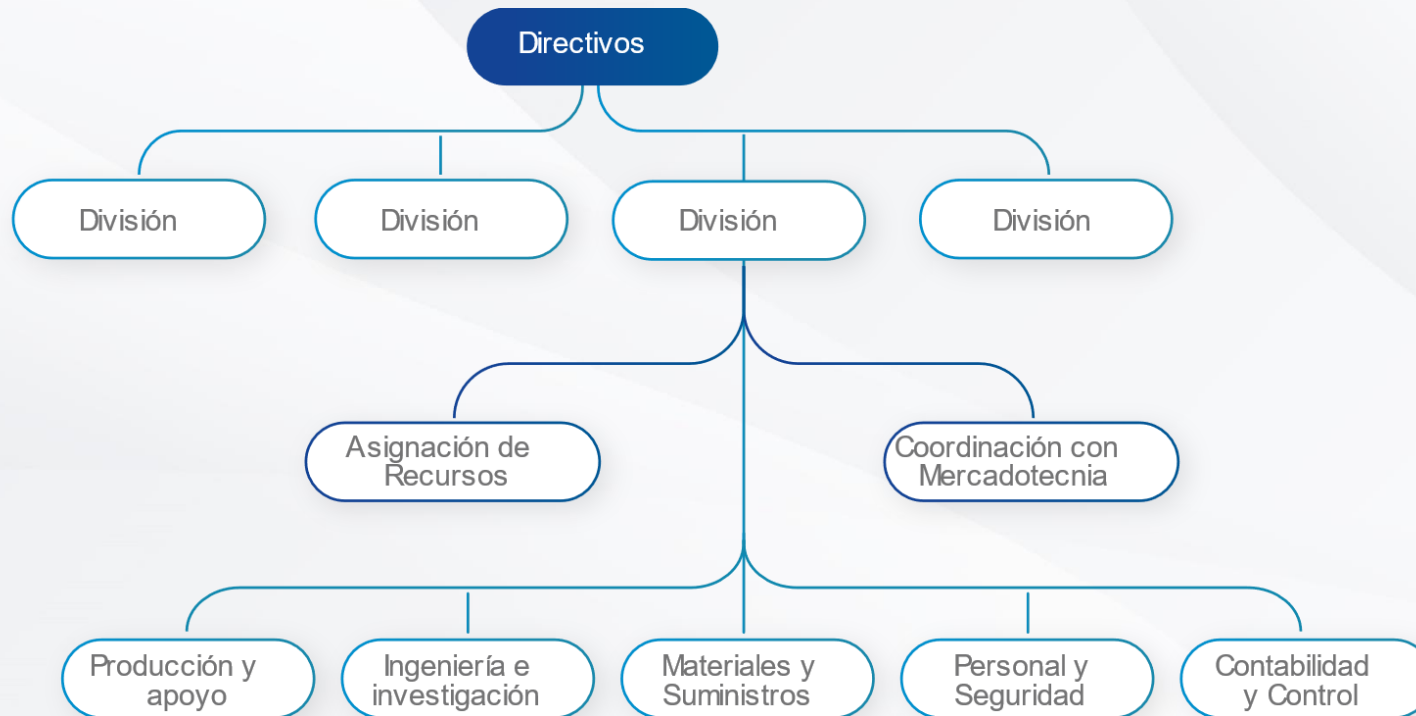 Directivos
División
División
División
División
Asignación de
Recursos
Coordinación con
Mercadotecnia
Producción y
apoyo
Ingeniería e
investigación
Materiales y
Suministros
Personal y
Seguridad
Contabilidad
y Control